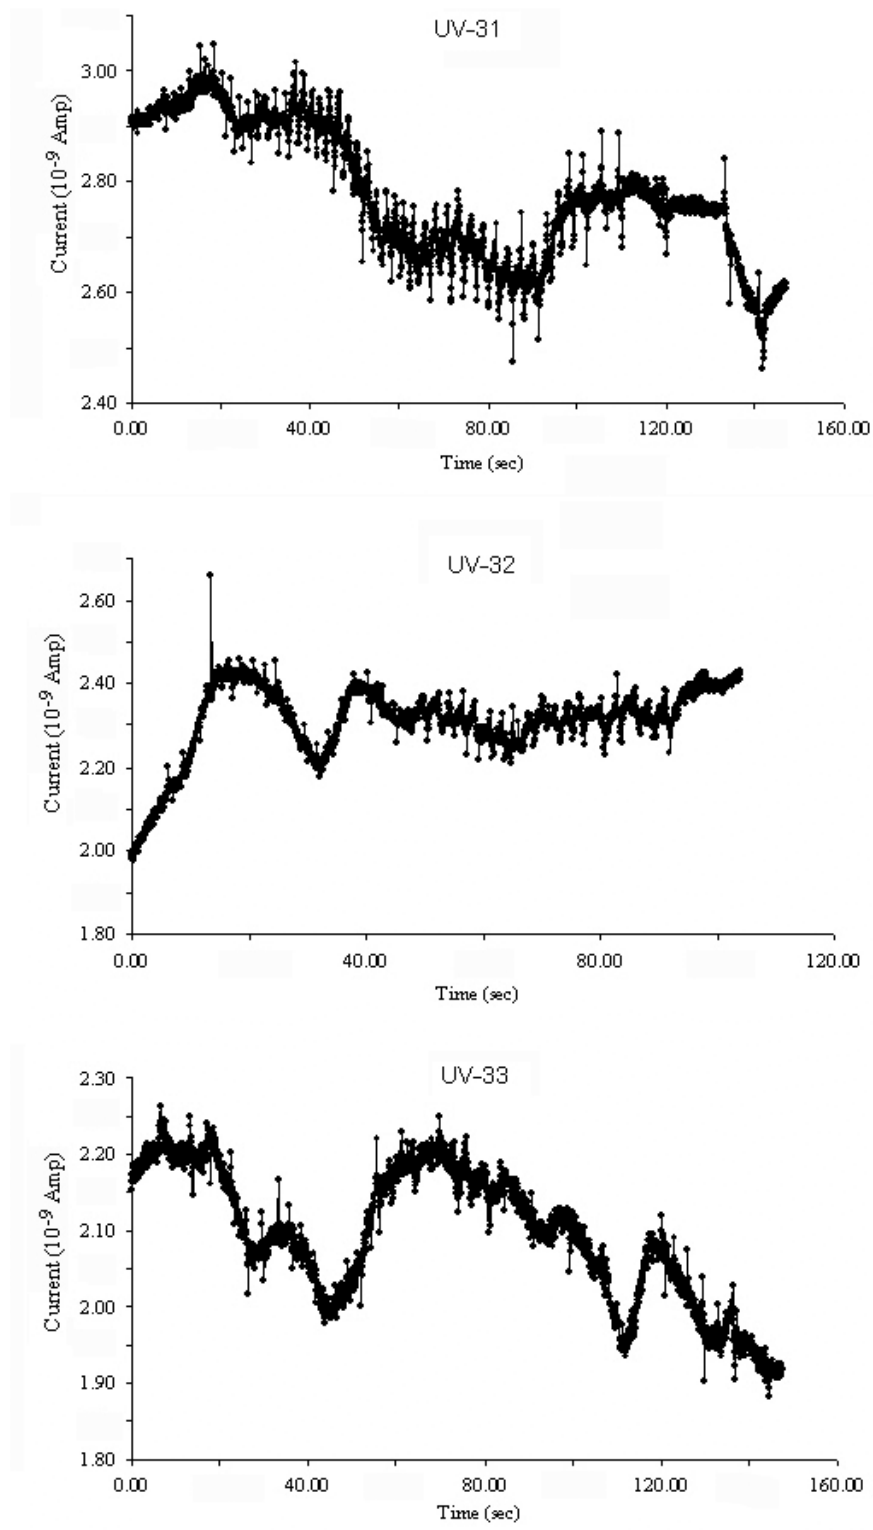 UV-31
3.00
2.80
2.60
2.40
Current (10-9 Amp)
0.00 40.00 80.00 120.00 160.00
Time (sec)
UV-32
2.60
2.40
2.20
2.00
1.80
Current (10-9 Amp)
0.00 40.00 80.00 120.00
Time (sec)
UV-33
2.30
2.20
2.10
2.00
1.90
1.80
Current (10-9 Amp)
0.00 40.00 80.00 120.00 160.00
Time (sec)